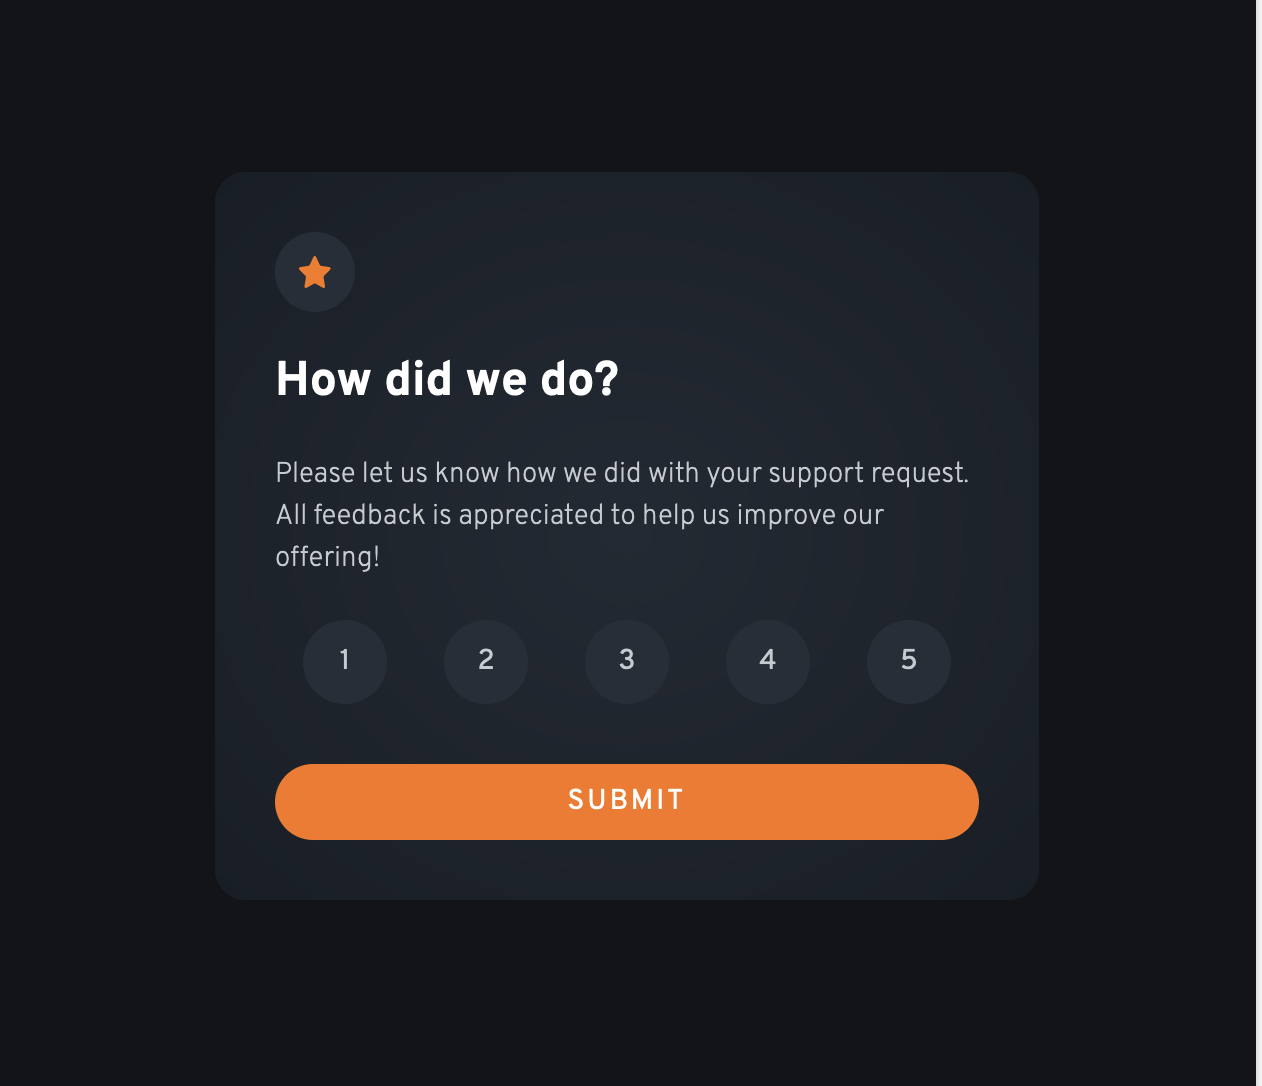 How did we do?
Please let us know how we did with your support request.
All feedback is appreciated to help us improve our
offering!
1 2 3 4 5
SUBMIT